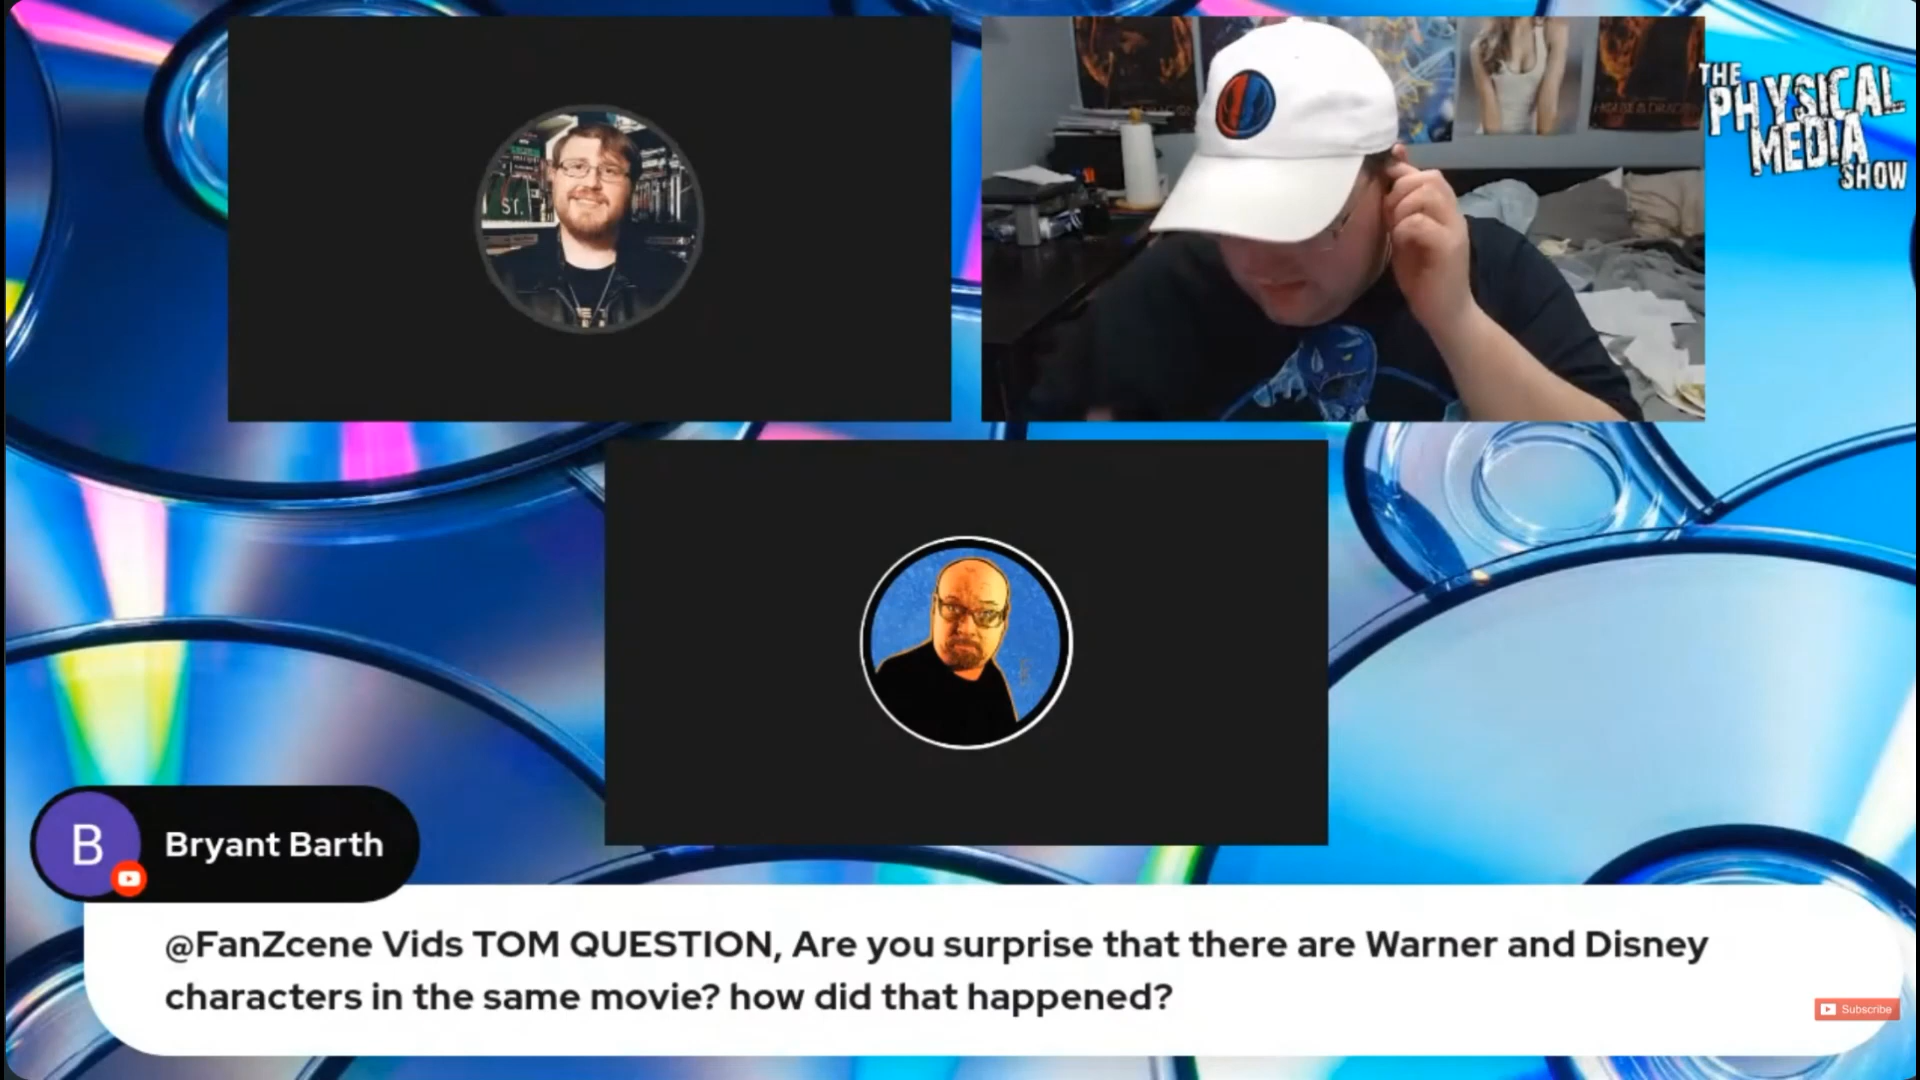 THE
PHYSICAL
MEDIA
SHOW
ST.
B
Bryant Barth
@FanZcene Vids TOM QUESTION, Are you surprise that there are Warner and Disney
characters in the same movie? how did that happened?
Subscribe